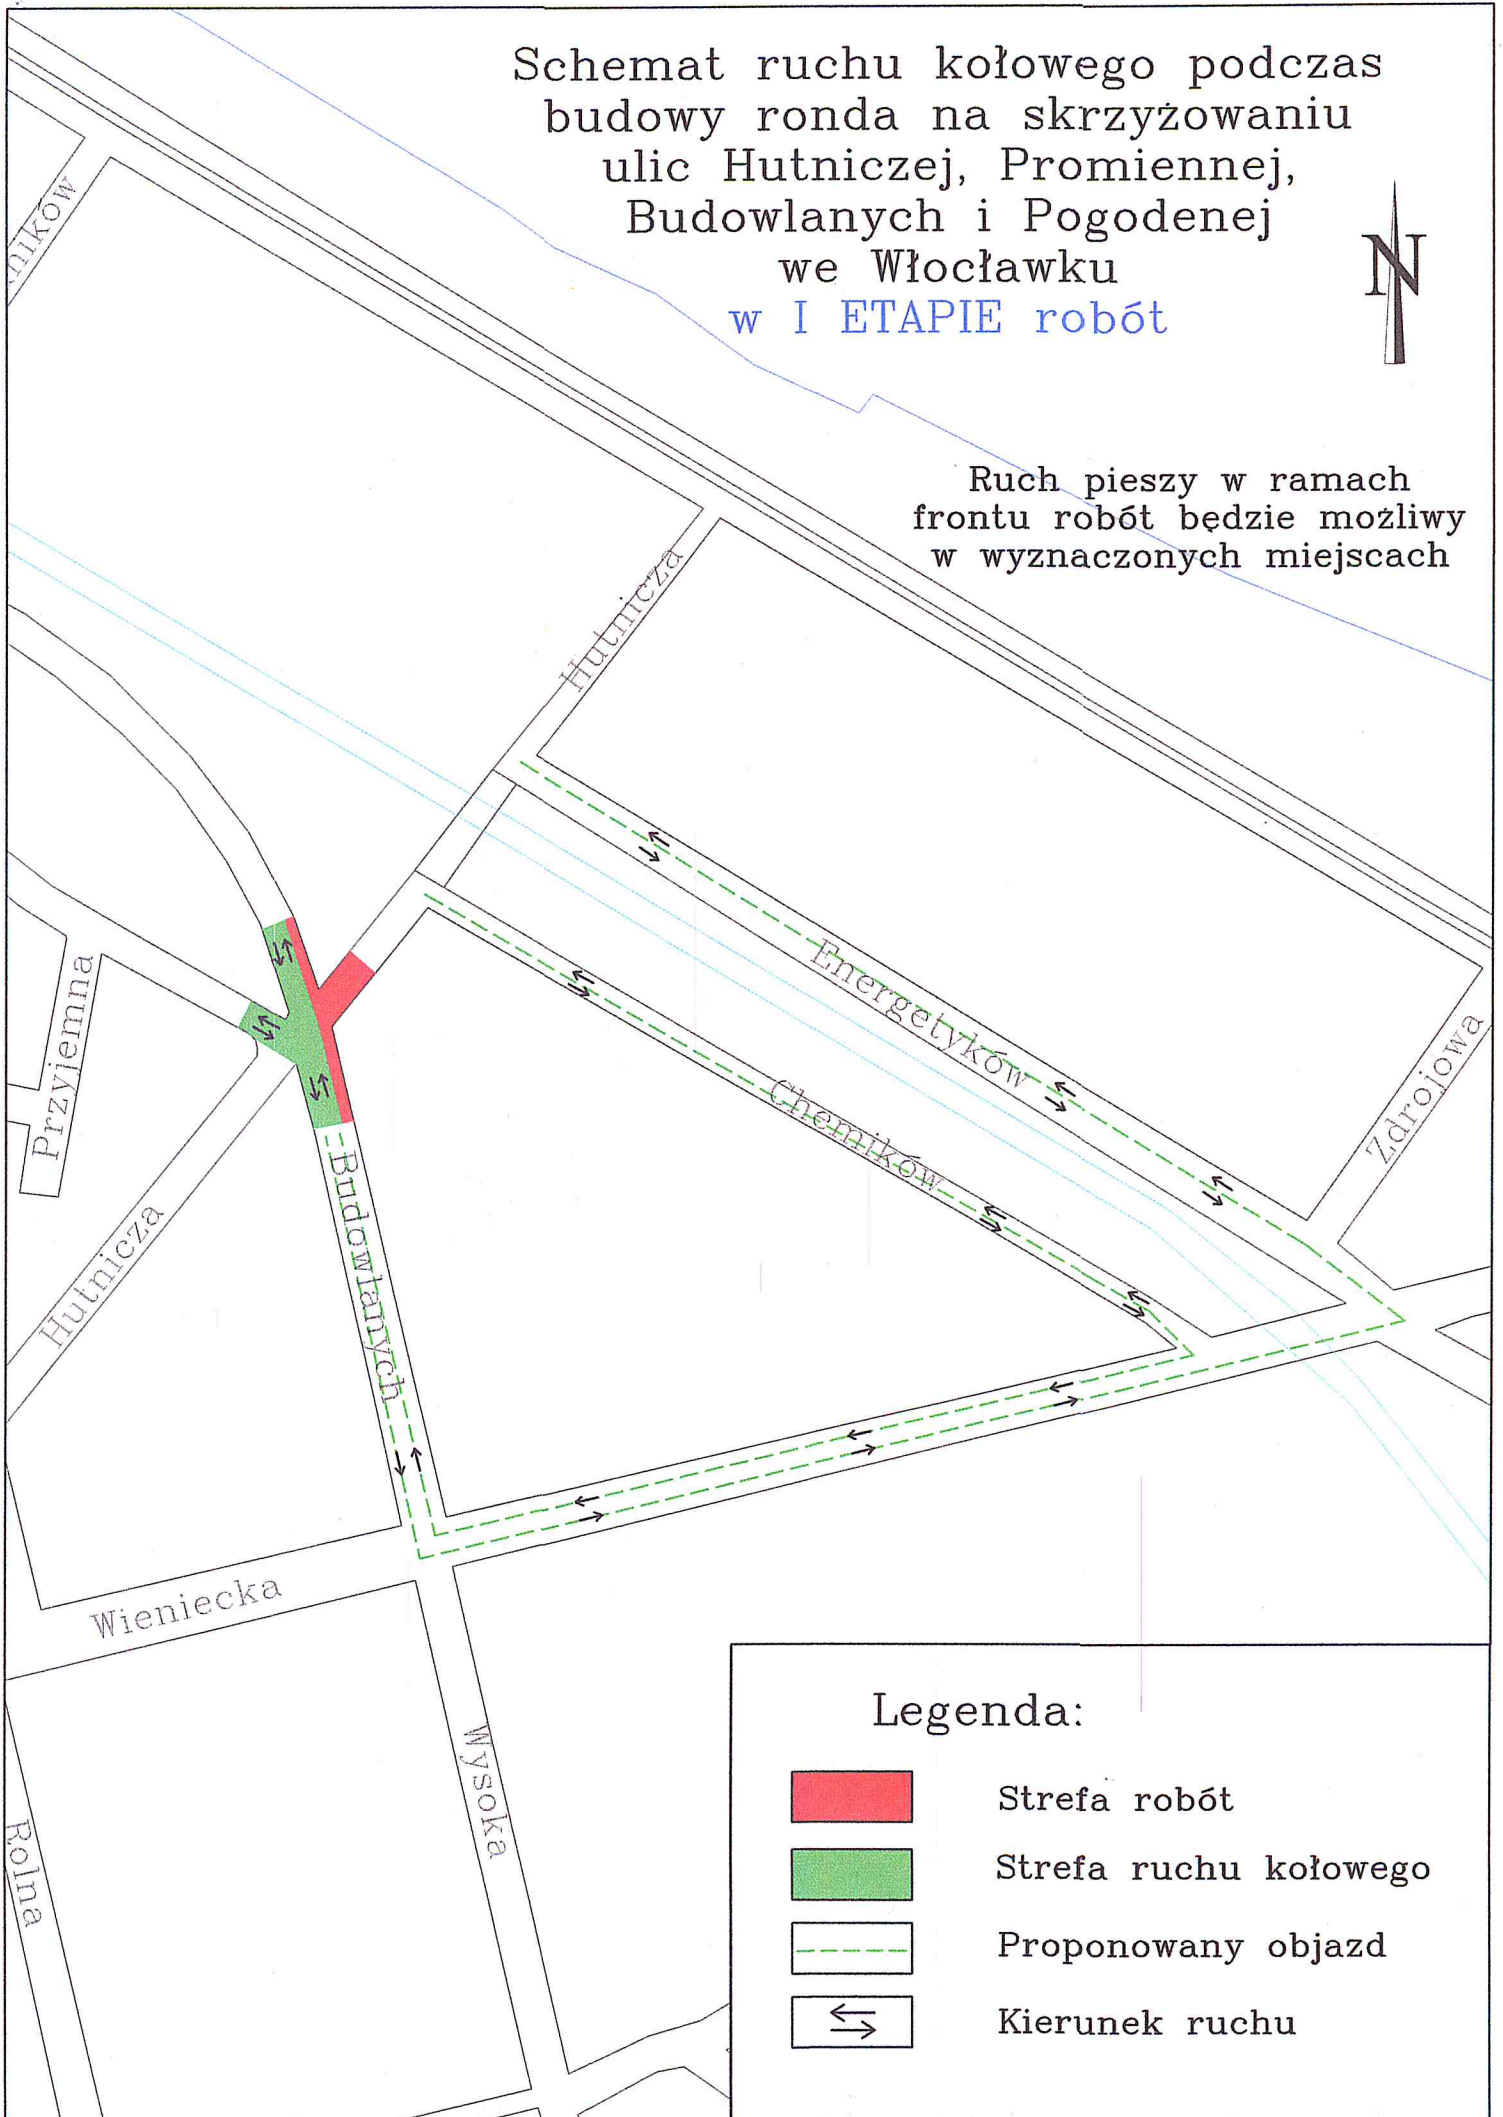 Schemat ruchu kołowego podczas
budowy ronda na skrzyżowaniu
ulic Hutniczej, Promiennej,
Budowlanych i Pogodenej
we Włocławku
w I ETAPIE robót
N
Ruch pieszy w ramach
frontu robót będzie możliwy
w wyznaczonych miejscach
ników
Hutnicza
Energetyków
Chemików
Zdrojowa
Przyjemna
Hutnicza
Budowlanych
Wieniecka
Wysoka
Rolna
Legenda:
Strefa robót
Strefa ruchu kołowego
Proponowany objazd
Kierunek ruchu